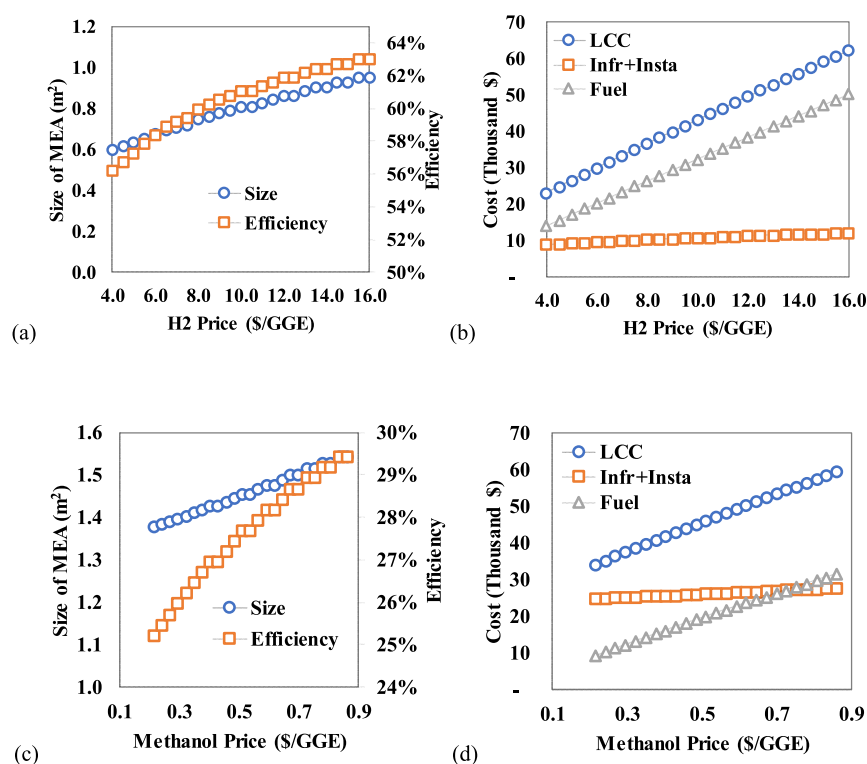 1.2
1.0
0.8
0.6
0.4
0.2
0.0
Size of MEA (m²)
64%
62%
60%
58%
56%
54%
52%
50%
Efficiency
Size
Efficiency
4.0 6.0 8.0 10.0 12.0 14.0 16.0
H2 Price ($/GGE)
(a)
70
60
50
40
30
20
10
-
Cost (Thousand $)
LCC
Infr+Insta
Fuel
4.0 6.0 8.0 10.0 12.0 14.0 16.0
H2 Price ($/GGE)
(b)
1.6
1.5
1.4
1.3
1.2
1.1
1.0
Size of MEA (m²)
30%
29%
28%
27%
26%
25%
24%
Efficiency
Size
Efficiency
0.1 0.3 0.5 0.7 0.9
Methanol Price ($/GGE)
(c)
70
60
50
40
30
20
10
-
Cost (Thousand $)
LCC
Infr+Insta
Fuel
0.1 0.3 0.5 0.7 0.9
Methanol Price ($/GGE)
(d)